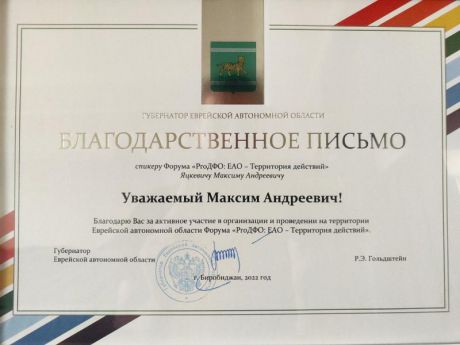 ГУБЕРНАТОР ЕВРЕЙСКОЙ АВТОНОМНОЙ ОБЛАСТИ
БЛАГОДАРСТВЕННОЕ ПИСЬМО
спикеру Форума «ProДФО: ЕАО – Территория действий»
Яцкевичу Максиму Андреевичу
Уважаемый Максим Андреевич!
Благодарю Вас за активное участие в организации и проведении на территории
Еврейской автономной области Форума «ProДФО: ЕАО – Территория действий».
Губернатор
Еврейской автономной области
Р.Э. Гольдштейн
г. Биробиджан, 2022 год